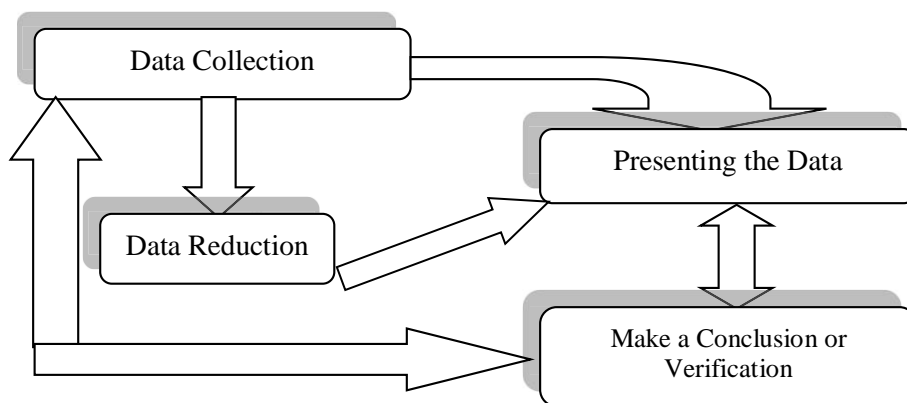 Data Collection
Presenting the Data
Data Reduction
Make a Conclusion or
Verification